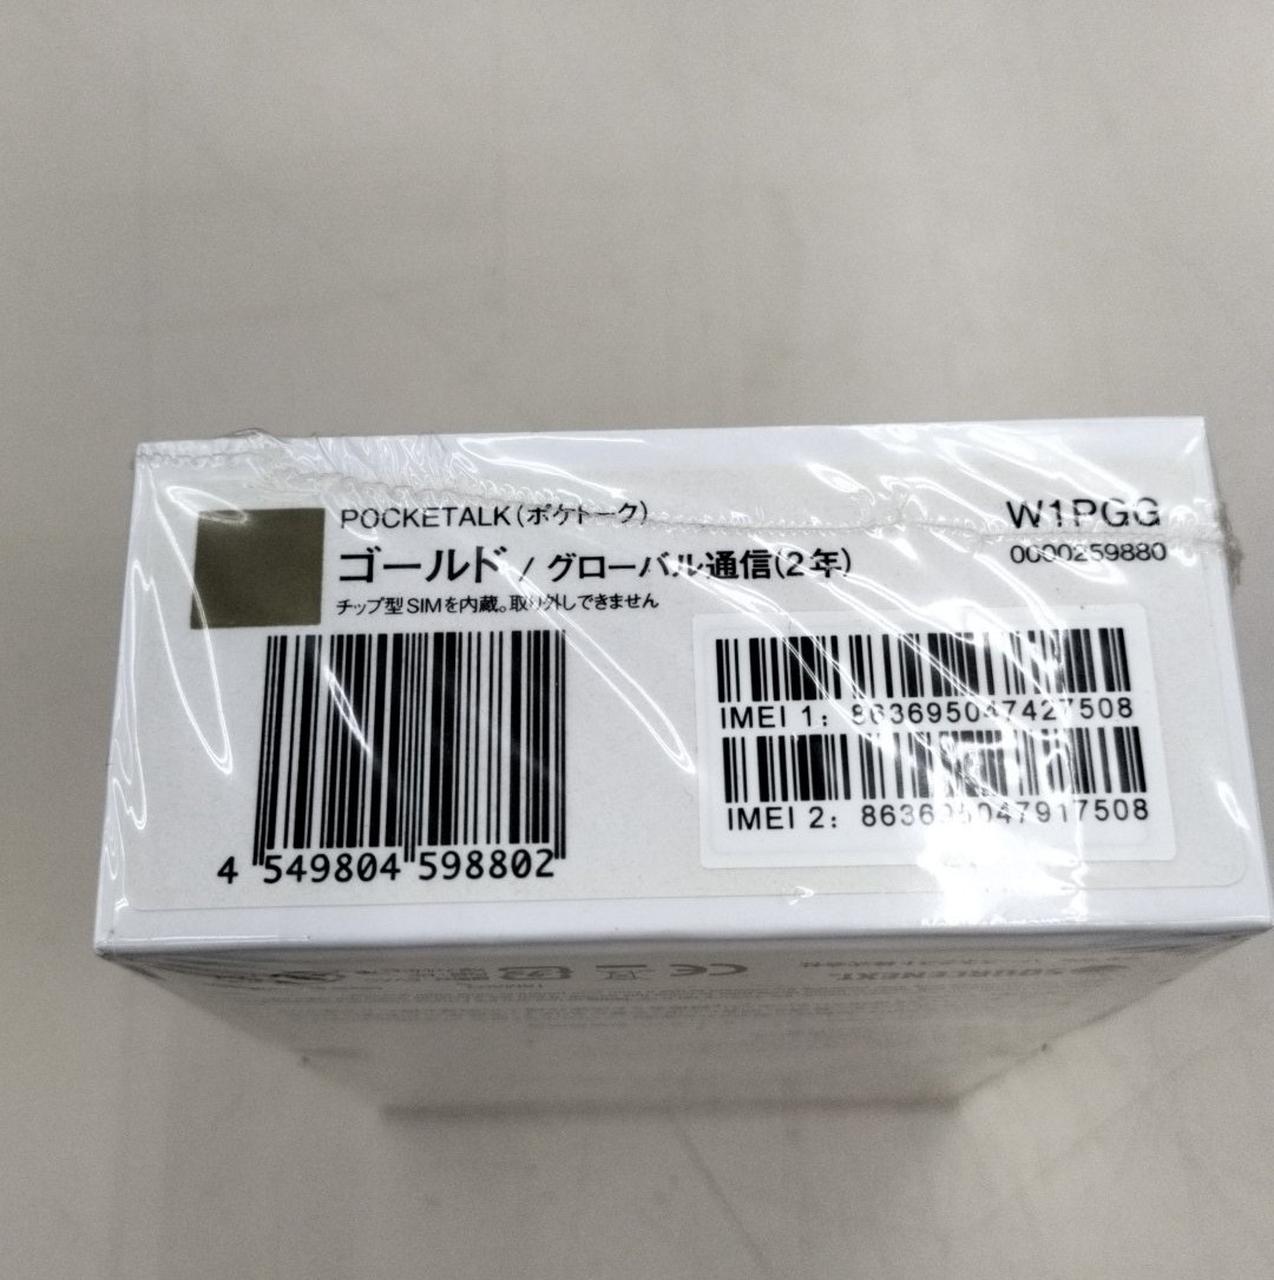 POCKETALK(ポケトーク)
W1PGG
ゴールド / グローバル通信(2年)
0000259880
チップ型SIMを内蔵。取り外しできません
IMEI 1: 863695047427508
IMEI 2: 863695047917508
4 549804 598802
SOURCENEXT